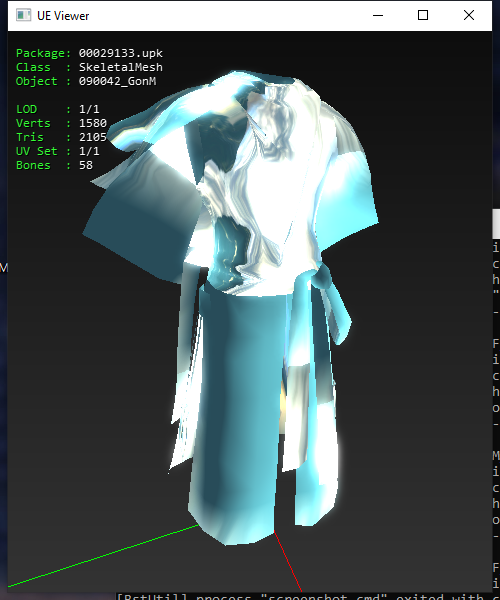 UE Viewer
Package: 00029133.upk
Class : SkeletalMesh
Object : 090042_GonM
LOD : 1/1
Verts : 1580
Tris : 2105
UV Set : 1/1
Bones : 58
M
i
c
h
"
-
F
i
c
h
o
-
M
i
c
h
o
-
F
i
[BstUtil] process "screenshot.cmd" exited with c